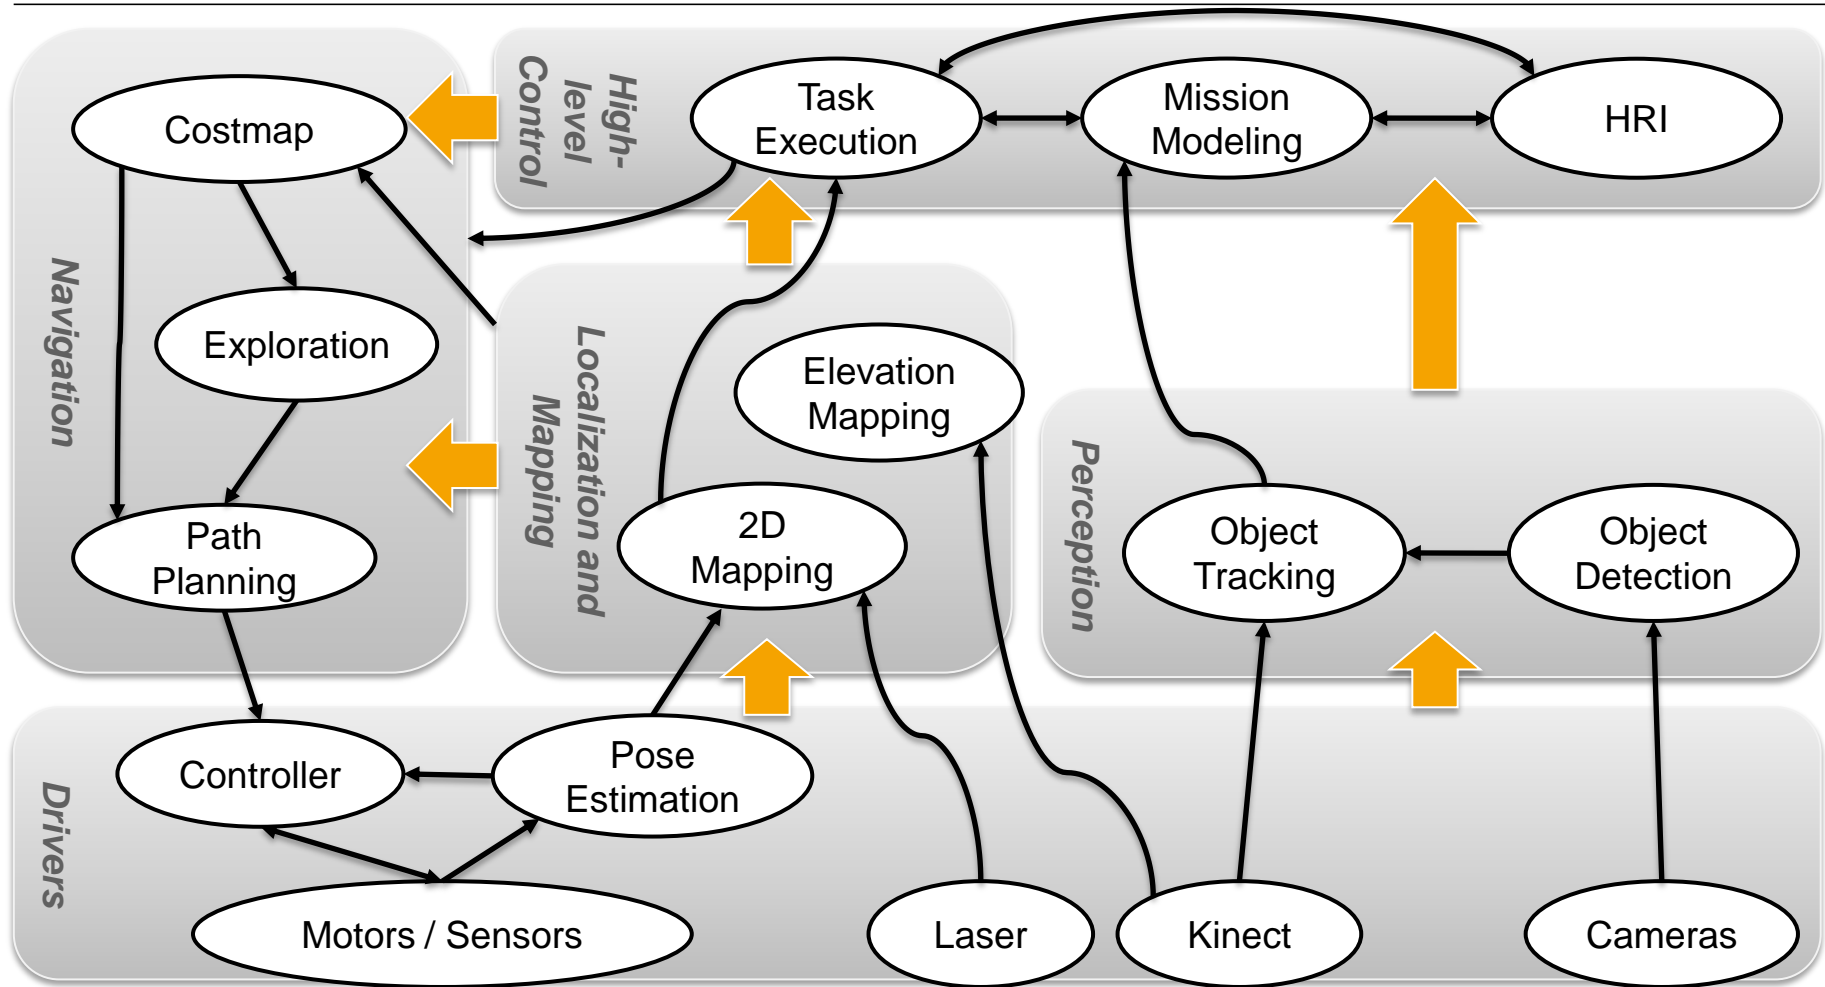 High-
level
Control
Task
Execution
Mission
Modeling
HRI
Navigation
Costmap
Exploration
Path
Planning
Localization and
Mapping
Elevation
Mapping
2D
Mapping
Perception
Object
Tracking
Object
Detection
Drivers
Controller
Pose
Estimation
Motors / Sensors
Laser
Kinect
Cameras